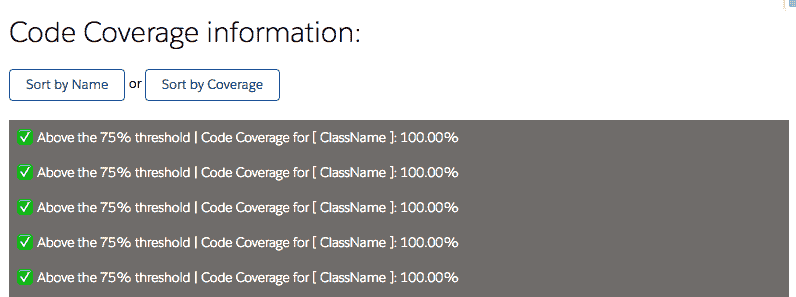 Code Coverage information:
Sort by Name or Sort by Coverage
Above the 75% threshold | Code Coverage for [ ClassName ]: 100.00%
Above the 75% threshold | Code Coverage for [ ClassName ]: 100.00%
Above the 75% threshold | Code Coverage for [ ClassName ]: 100.00%
Above the 75% threshold | Code Coverage for [ ClassName ]: 100.00%
Above the 75% threshold | Code Coverage for [ ClassName ]: 100.00%